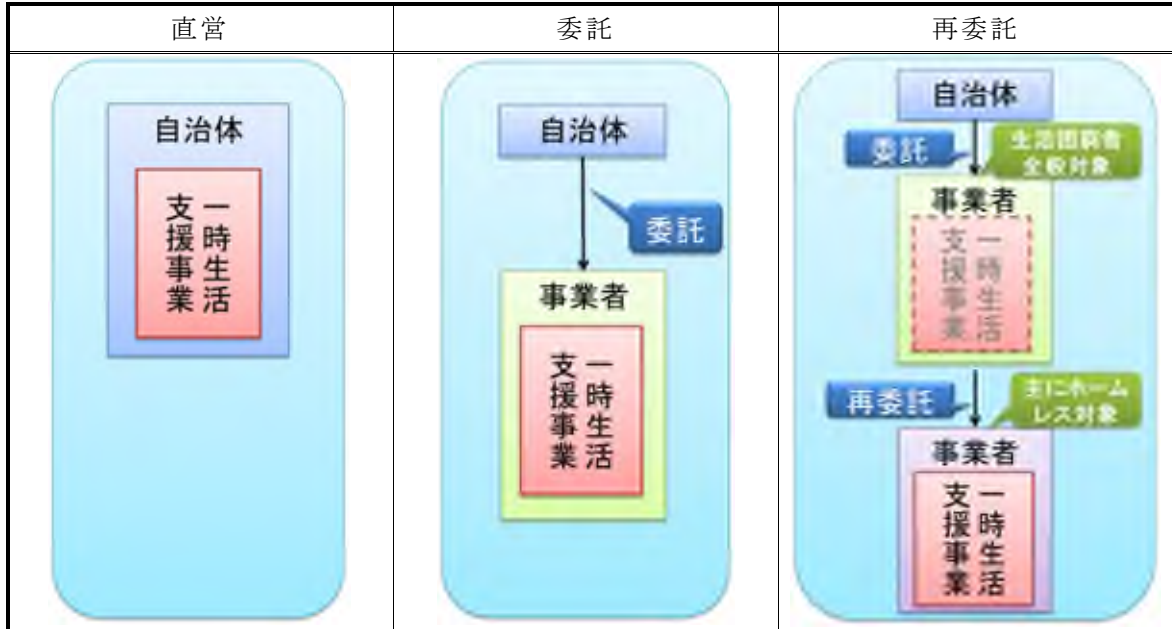 直営
委託
再委託
自治体
一時生活
支援事業
自治体
委託
事業者
一時生活
支援事業
自治体
委託
生活困窮者
全般対象
事業者
一時生活
支援事業
再委託
主にホーム
レス対象
事業者
一時生活
支援事業